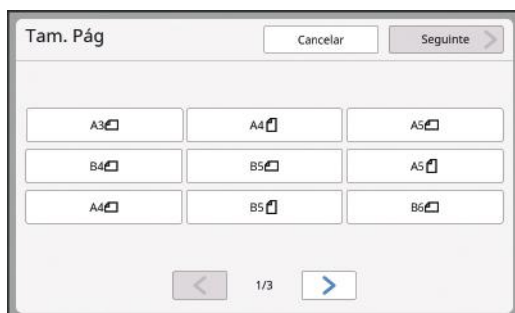 Tam. Pág
Cancelar
Seguinte
A3
A4
A5
B4
B5
A5
A4
B5
B6
1/3